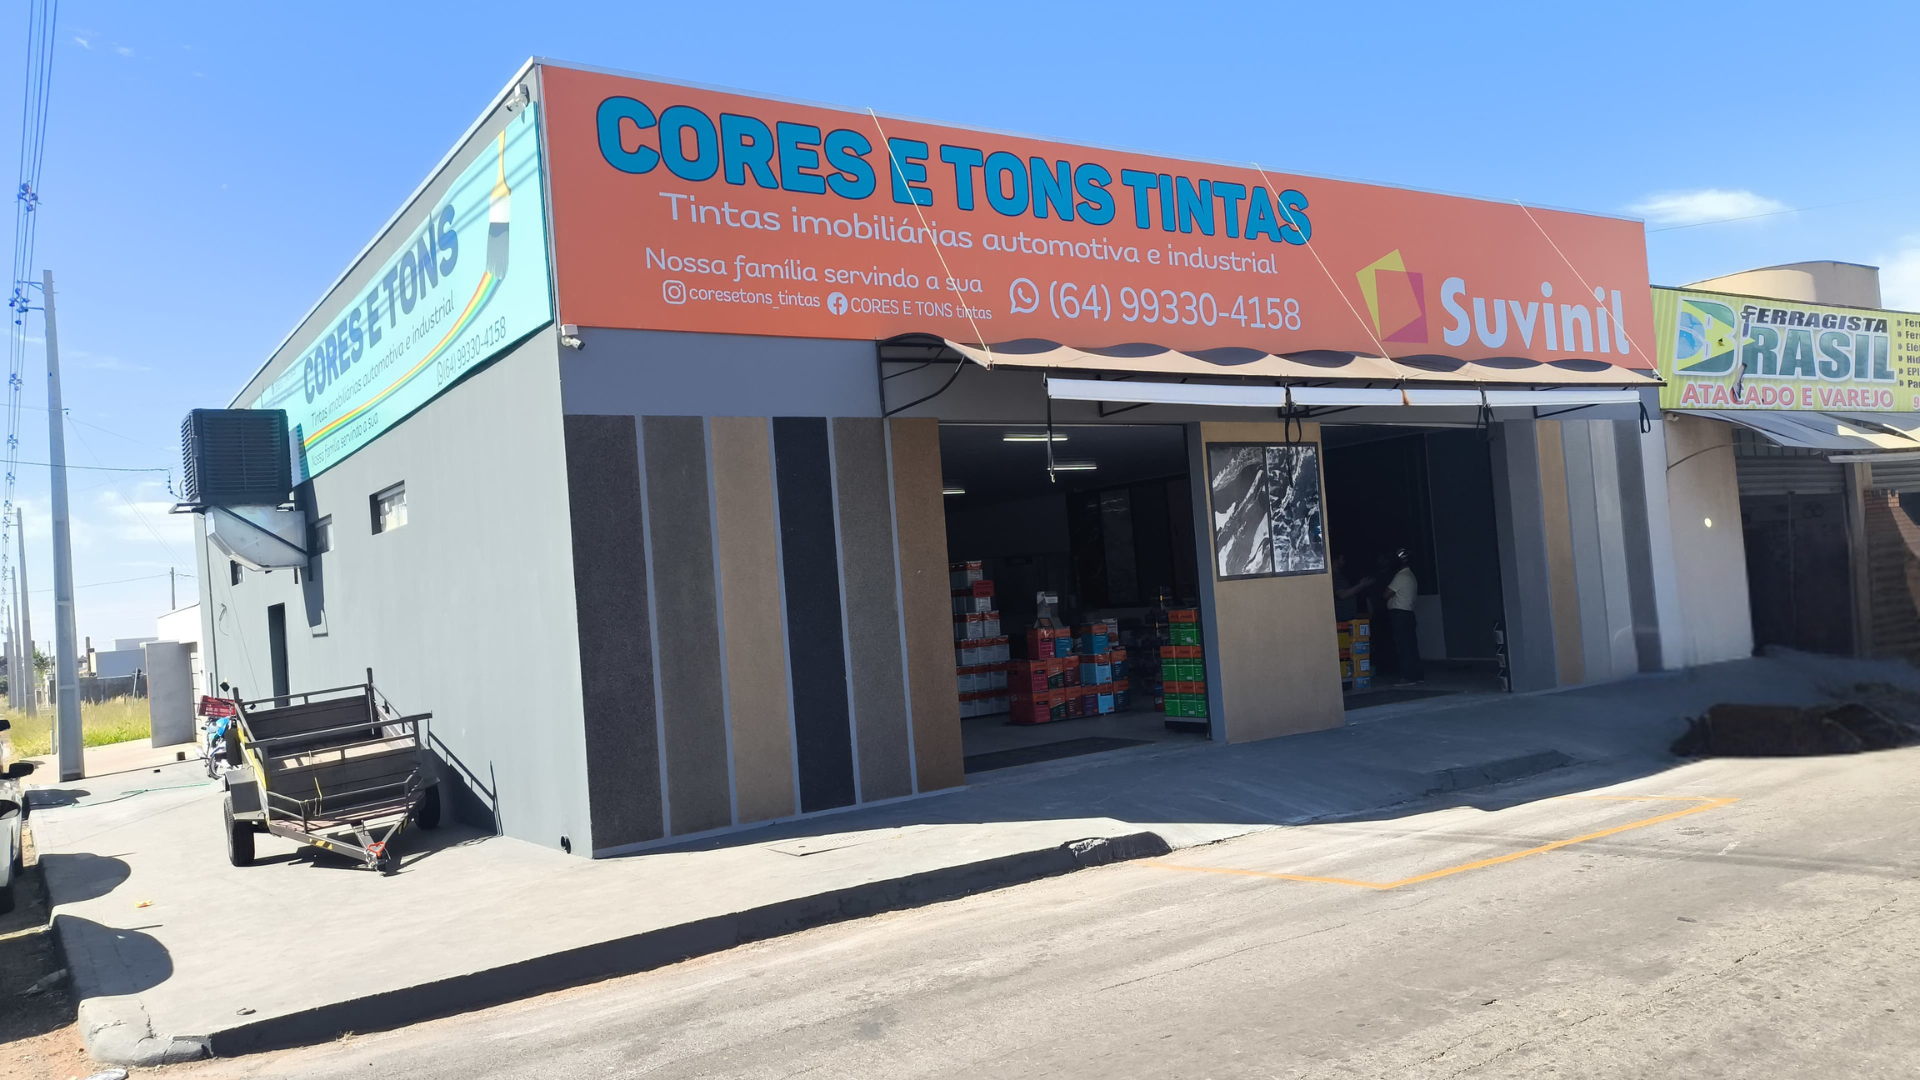 CORES E TONS
Tintas imobiliárias automotiva e industrial
(64) 99330-4158
Nossa família servindo a sua
CORES E TONS TINTAS
Tintas imobiliárias automotiva e industrial
Nossa família servindo a sua
coresetons_tintas CORES E TONS tintas
(64) 99330-4158
Suvinil
FERRAGISTA
BRASIL
ATACADO E VAREJO